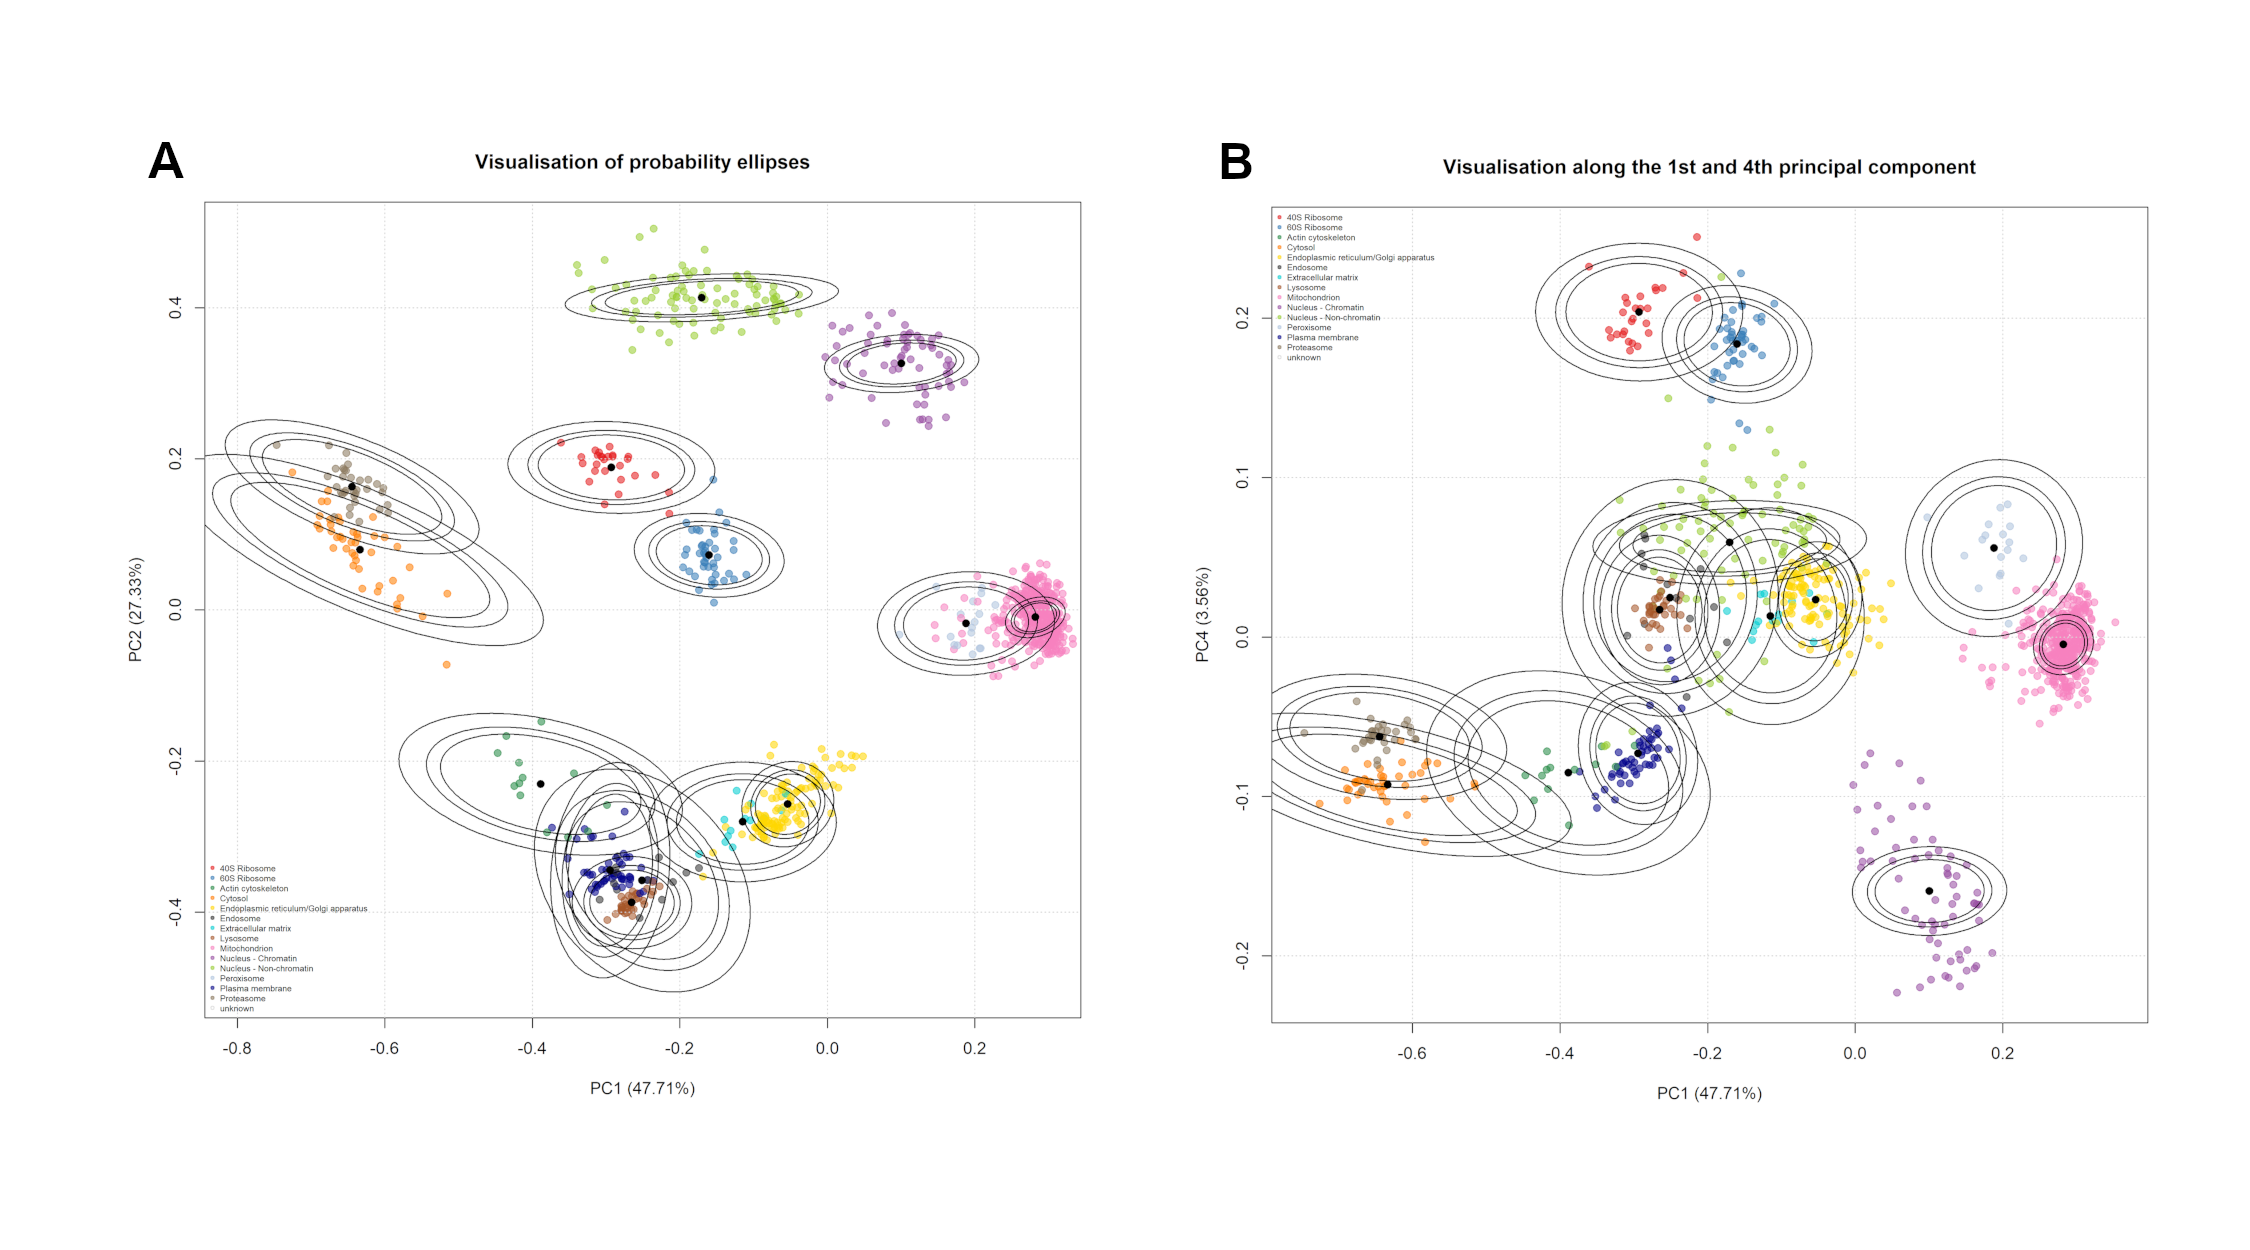 A
Visualisation of probability ellipses
PC2 (27.33%)
0.4
0.2
0.0
-0.2
-0.4
40S Ribosome
60S Ribosome
Actin cytoskeleton
Cytosol
Endoplasmic reticulum/Golgi apparatus
Endosome
Extracellular matrix
Lysosome
Mitochondrion
Nucleus - Chromatin
Nucleus - Non-chromatin
Peroxisome
Plasma membrane
Proteasome
unknown
-0.8 -0.6 -0.4 -0.2 0.0 0.2
PC1 (47.71%)
B
Visualisation along the 1st and 4th principal component
40S Ribosome
60S Ribosome
Actin cytoskeleton
Cytosol
Endoplasmic reticulum/Golgi apparatus
Endosome
Extracellular matrix
Lysosome
Mitochondrion
Nucleus - Chromatin
Nucleus - Non-chromatin
Peroxisome
Plasma membrane
Proteasome
unknown
PC4 (3.56%)
0.2
0.1
0.0
-0.1
-0.2
-0.6 -0.4 -0.2 0.0 0.2
PC1 (47.71%)